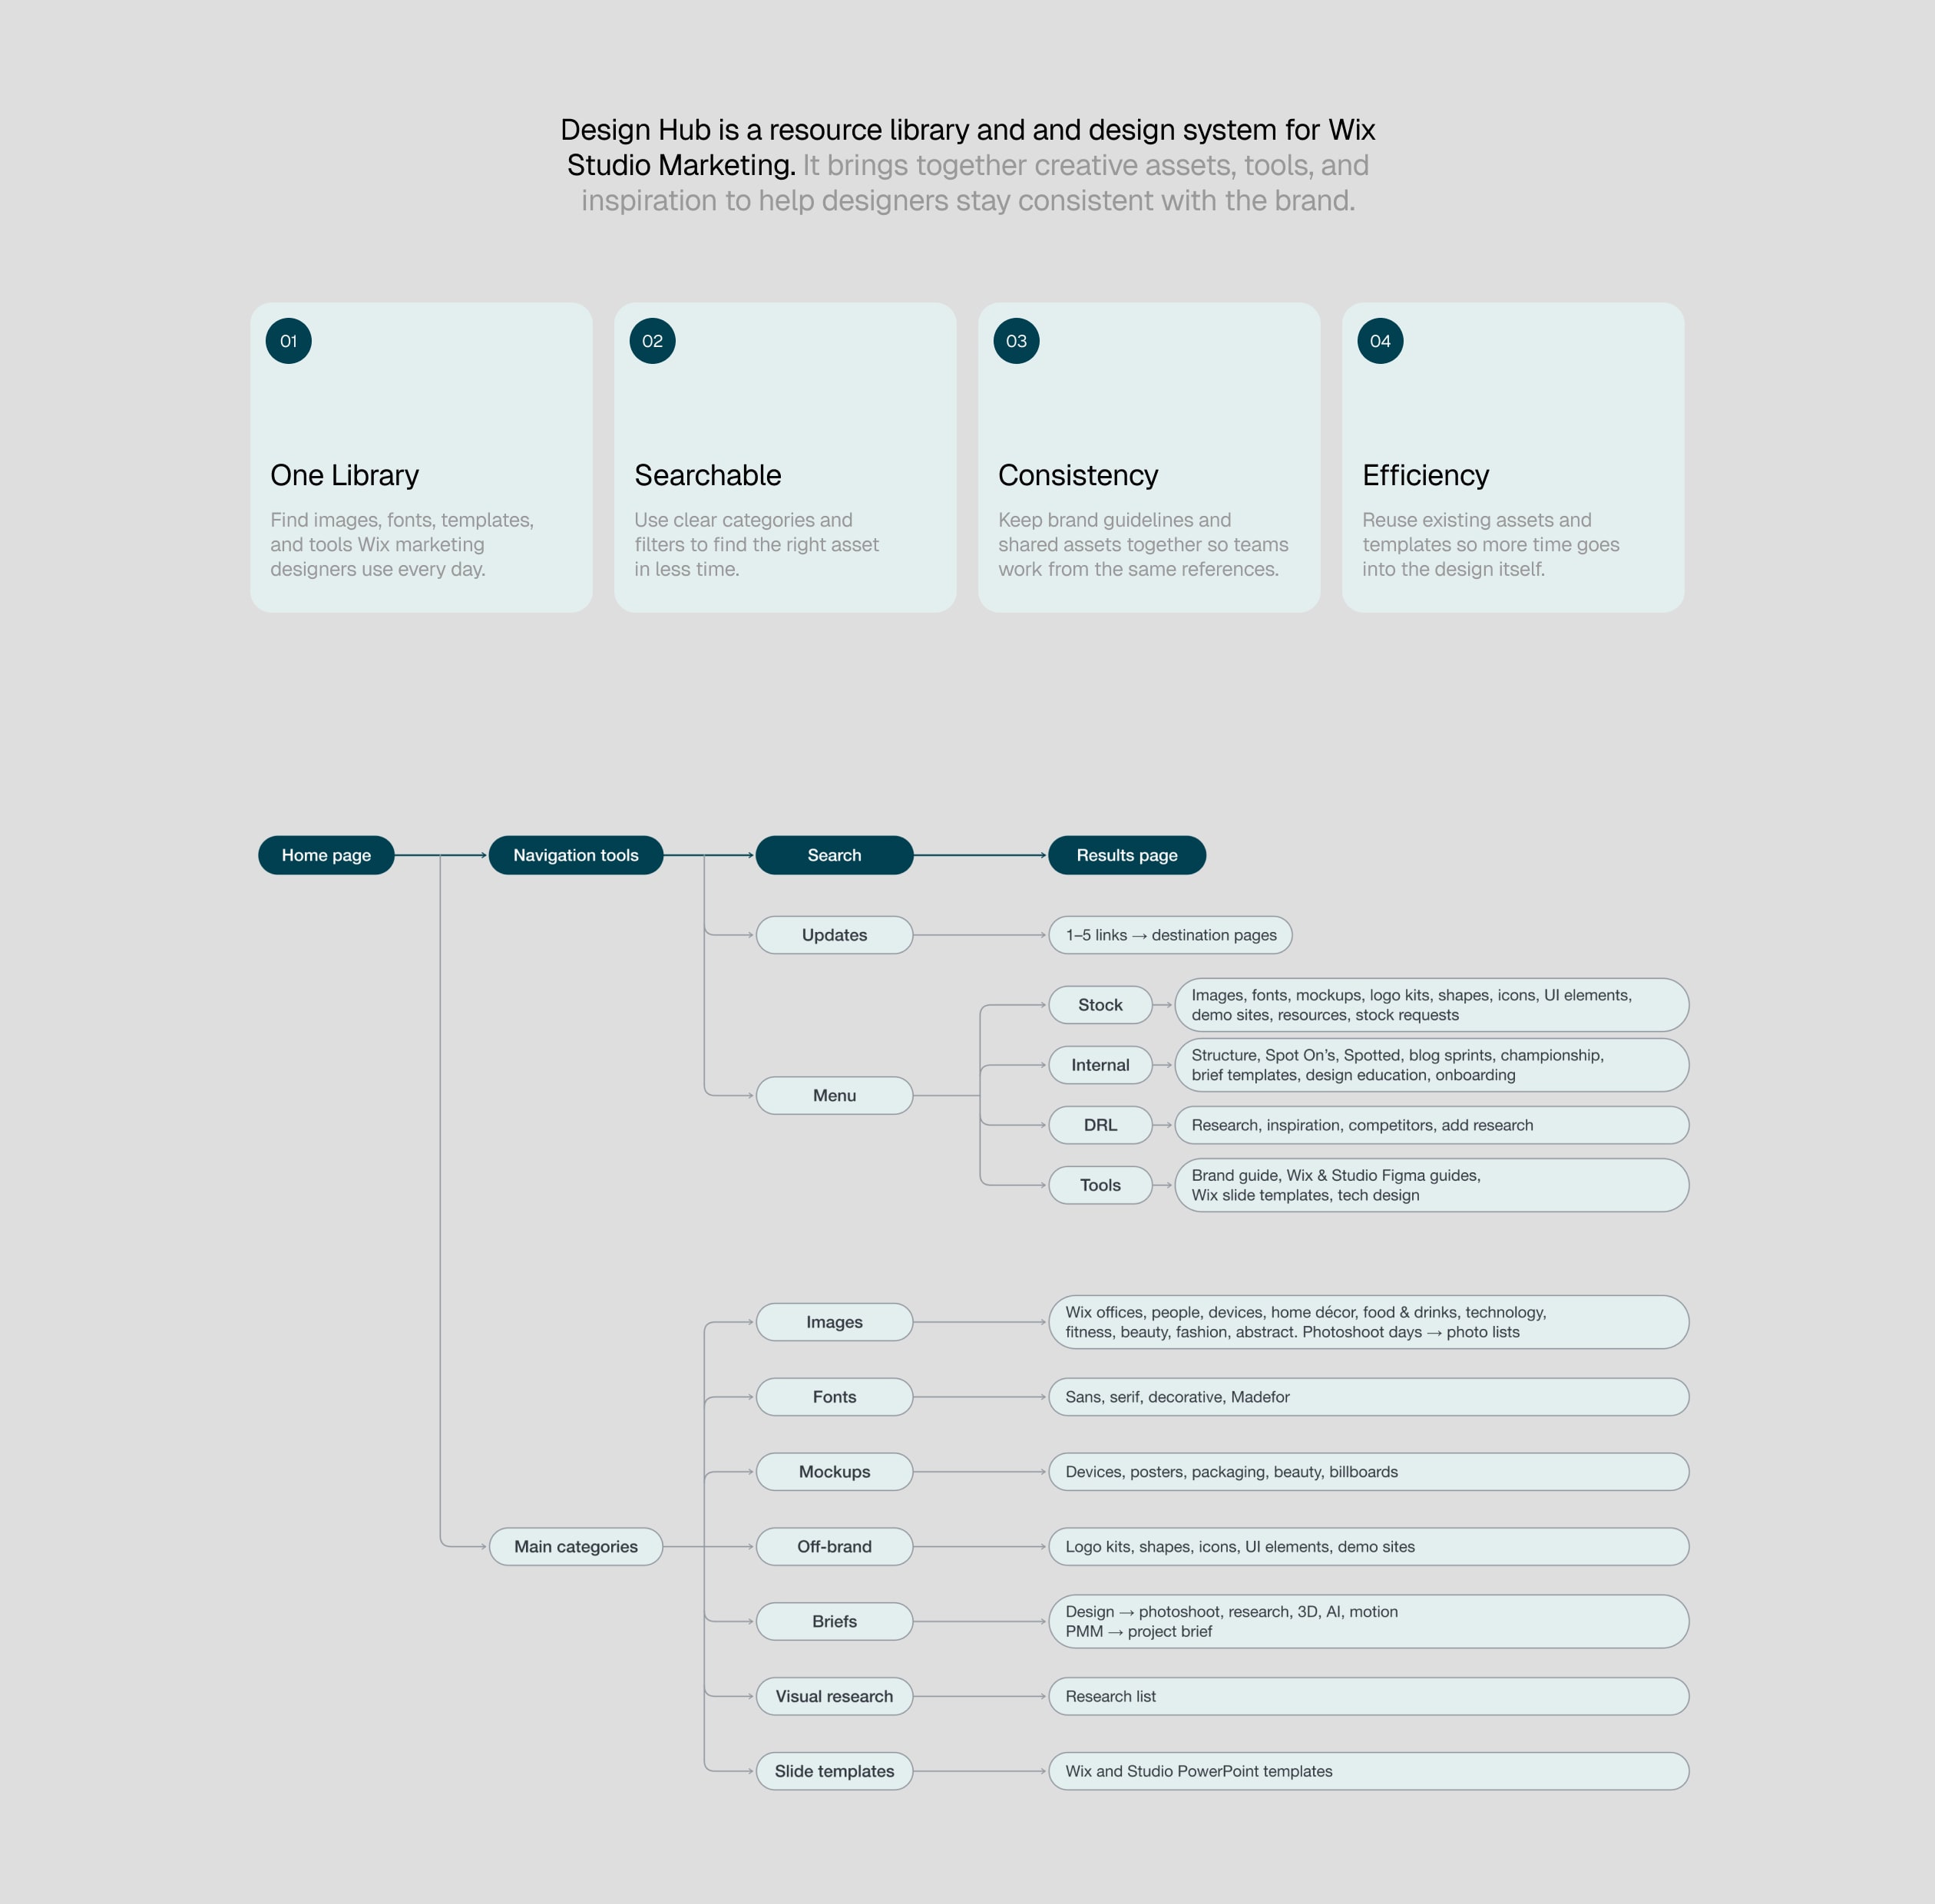 Design Hub is a resource library and and design system for Wix
Studio Marketing. It brings together creative assets, tools, and
inspiration to help designers stay consistent with the brand.
01
One Library
Find images, fonts, templates,
and tools Wix marketing
designers use every day.
02
Searchable
Use clear categories and
filters to find the right asset
in less time.
03
Consistency
Keep brand guidelines and
shared assets together so teams
work from the same references.
04
Efficiency
Reuse existing assets and
templates so more time goes
into the design itself.
Home page
Navigation tools
Search
Results page
Updates
1–5 links → destination pages
Menu
Stock
Images, fonts, mockups, logo kits, shapes, icons, UI elements,
demo sites, resources, stock requests
Internal
Structure, Spot On’s, Spotted, blog sprints, championship,
brief templates, design education, onboarding
DRL
Research, inspiration, competitors, add research
Tools
Brand guide, Wix & Studio Figma guides,
Wix slide templates, tech design
Main categories
Images
Wix offices, people, devices, home décor, food & drinks, technology,
fitness, beauty, fashion, abstract. Photoshoot days → photo lists
Fonts
Sans, serif, decorative, Madefor
Mockups
Devices, posters, packaging, beauty, billboards
Off-brand
Logo kits, shapes, icons, UI elements, demo sites
Briefs
Design → photoshoot, research, 3D, AI, motion
PMM → project brief
Visual research
Research list
Slide templates
Wix and Studio PowerPoint templates